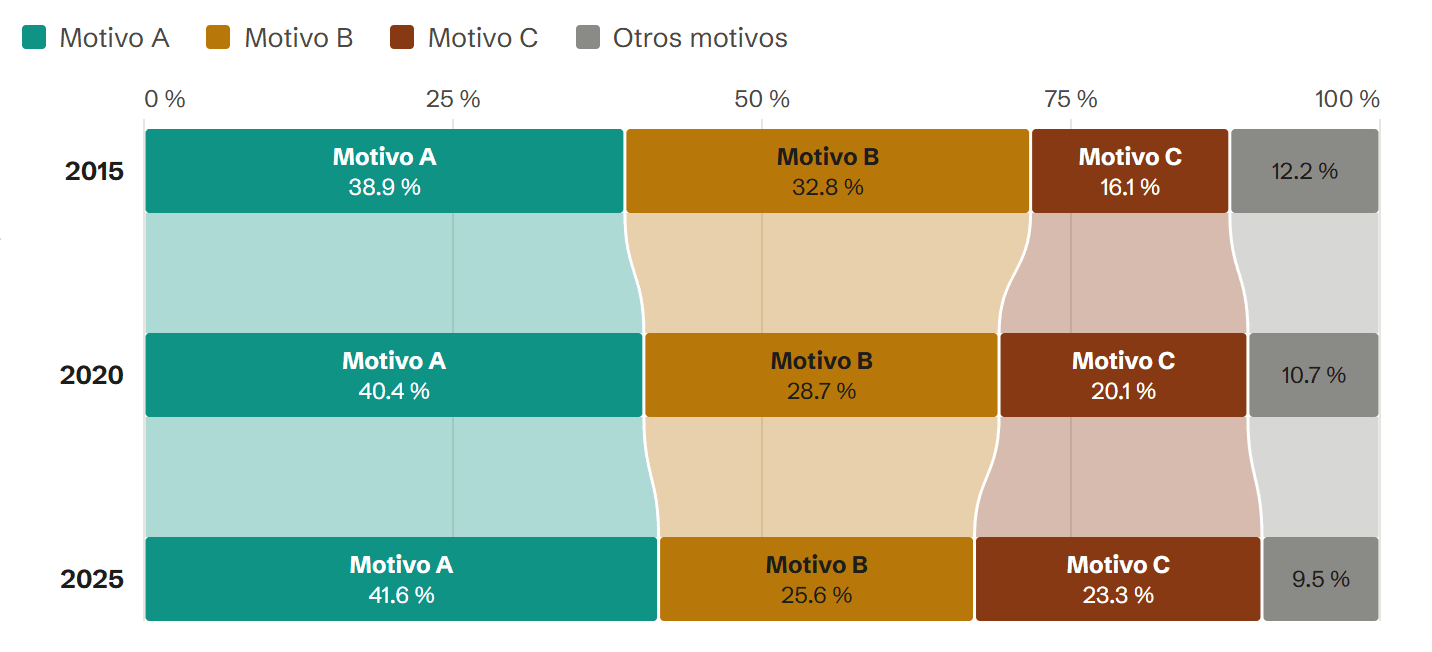 Motivo A Motivo B Motivo C Otros motivos
0 % 25 % 50 % 75 % 100 %
2015
Motivo A
38.9 %
Motivo B
32.8 %
Motivo C
16.1 %
12.2 %
2020
Motivo A
40.4 %
Motivo B
28.7 %
Motivo C
20.1 %
10.7 %
2025
Motivo A
41.6 %
Motivo B
25.6 %
Motivo C
23.3 %
9.5 %